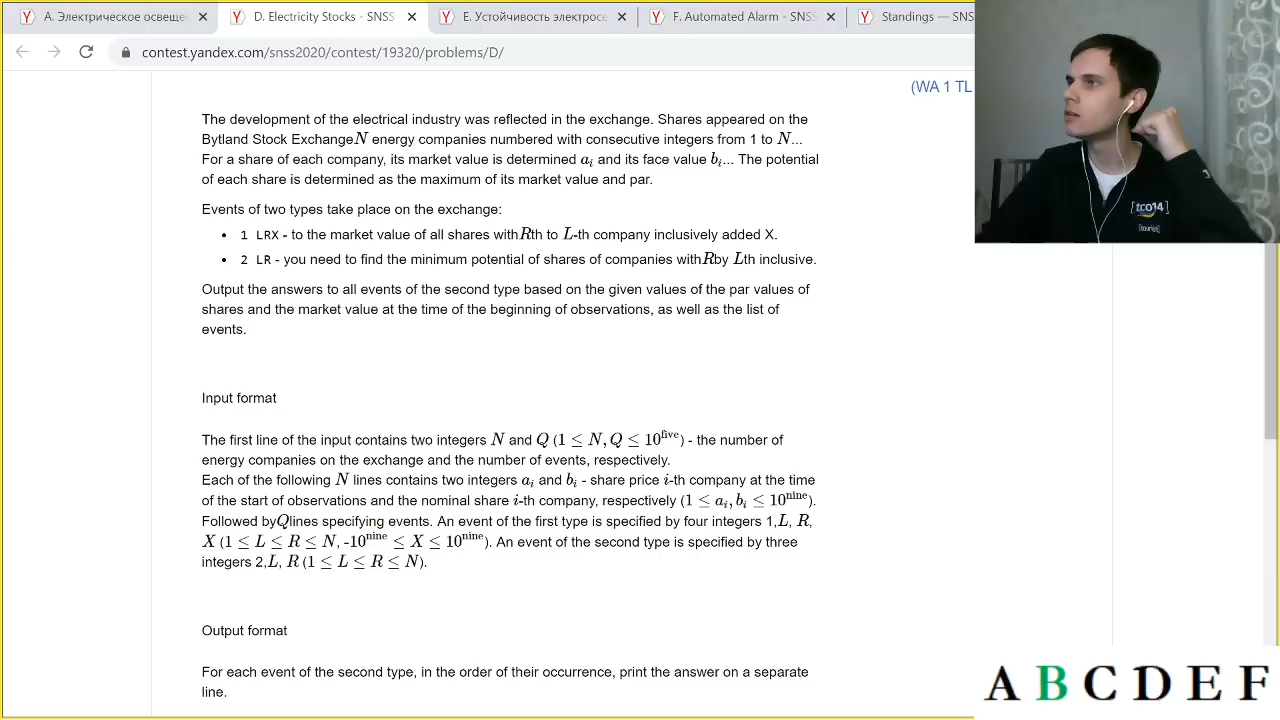 А. Электрическое освеще
D. Electricity Stocks - SNSS
Е. Устойчивость электросе
F. Automated Alarm - SNSS
Standings — SNS
contest.yandex.com/snss2020/contest/19320/problems/D/
(WA 1 TL
The development of the electrical industry was reflected in the exchange. Shares appeared on the
Bytland Stock ExchangeN energy companies numbered with consecutive integers from 1 to N...
For a share of each company, its market value is determined aᵢ and its face value bᵢ... The potential
of each share is determined as the maximum of its market value and par.
Events of two types take place on the exchange:
• 1 LRX - to the market value of all shares withRth to L-th company inclusively added X.
• 2 LR - you need to find the minimum potential of shares of companies withRby Lth inclusive.
Output the answers to all events of the second type based on the given values of the par values of
shares and the market value at the time of the beginning of observations, as well as the list of
events.
Input format
The first line of the input contains two integers N and Q (1 ≤ N, Q ≤ 10^five) - the number of
energy companies on the exchange and the number of events, respectively.
Each of the following N lines contains two integers aᵢ and bᵢ - share price i-th company at the time
of the start of observations and the nominal share i-th company, respectively (1 ≤ aᵢ, bᵢ ≤ 10^nine).
Followed byQlines specifying events. An event of the first type is specified by four integers 1,L, R,
X (1 ≤ L ≤ R ≤ N, -10^nine ≤ X ≤ 10^nine). An event of the second type is specified by three
integers 2,L, R (1 ≤ L ≤ R ≤ N).
Output format
For each event of the second type, in the order of their occurrence, print the answer on a separate
line.
[tco14]
[tourist]
A B C D E F